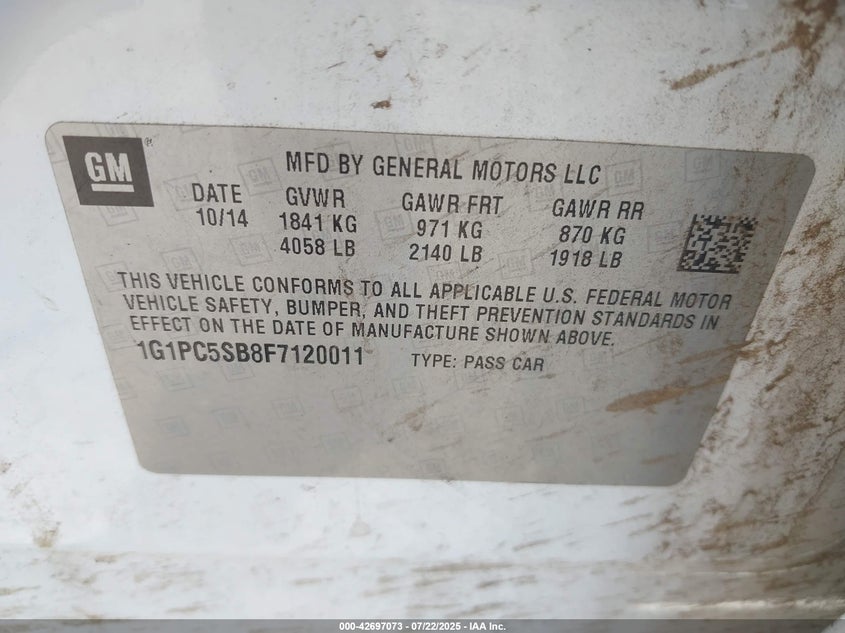 GM
MFD BY GENERAL MOTORS LLC
DATE GVWR GAWR FRT GAWR RR
10/14 1841 KG 971 KG 870 KG
4058 LB 2140 LB 1918 LB
THIS VEHICLE CONFORMS TO ALL APPLICABLE U.S. FEDERAL MOTOR
VEHICLE SAFETY, BUMPER, AND THEFT PREVENTION STANDARDS IN
EFFECT ON THE DATE OF MANUFACTURE SHOWN ABOVE.
1G1PC5SB8F7120011 TYPE: PASS CAR
000-42697073 - 07/22/2025 - IAA Inc.